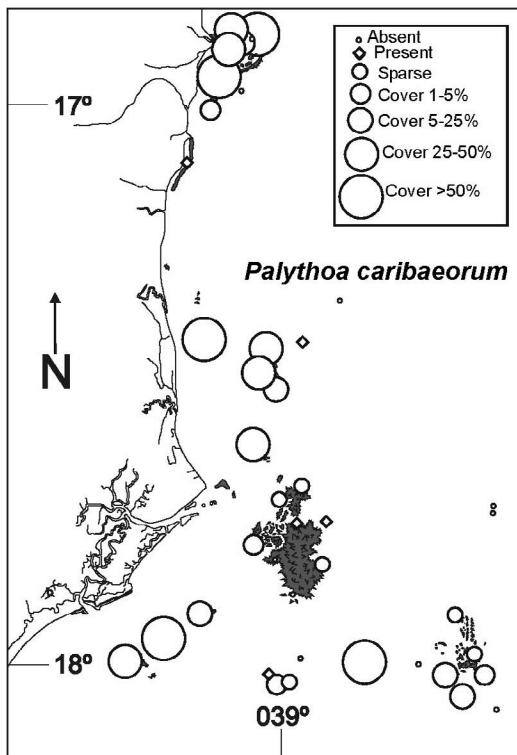 Absent
Present
Sparse
Cover 1-5%
Cover 5-25%
Cover 25-50%
Cover >50%
17º
Palythoa caribaeorum
N
18º
039º